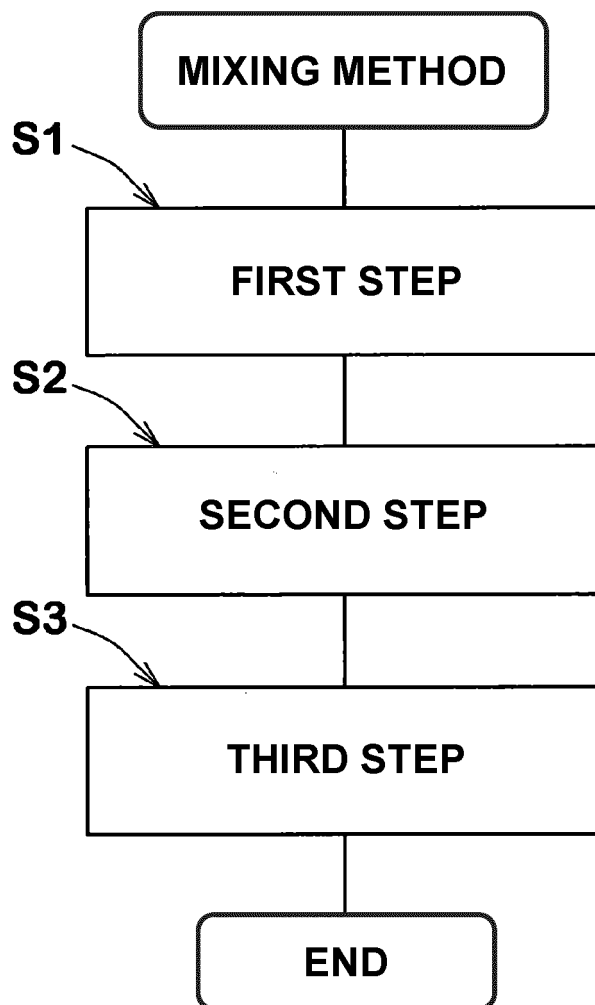 MIXING METHOD
S1
FIRST STEP
S2
SECOND STEP
S3
THIRD STEP
END